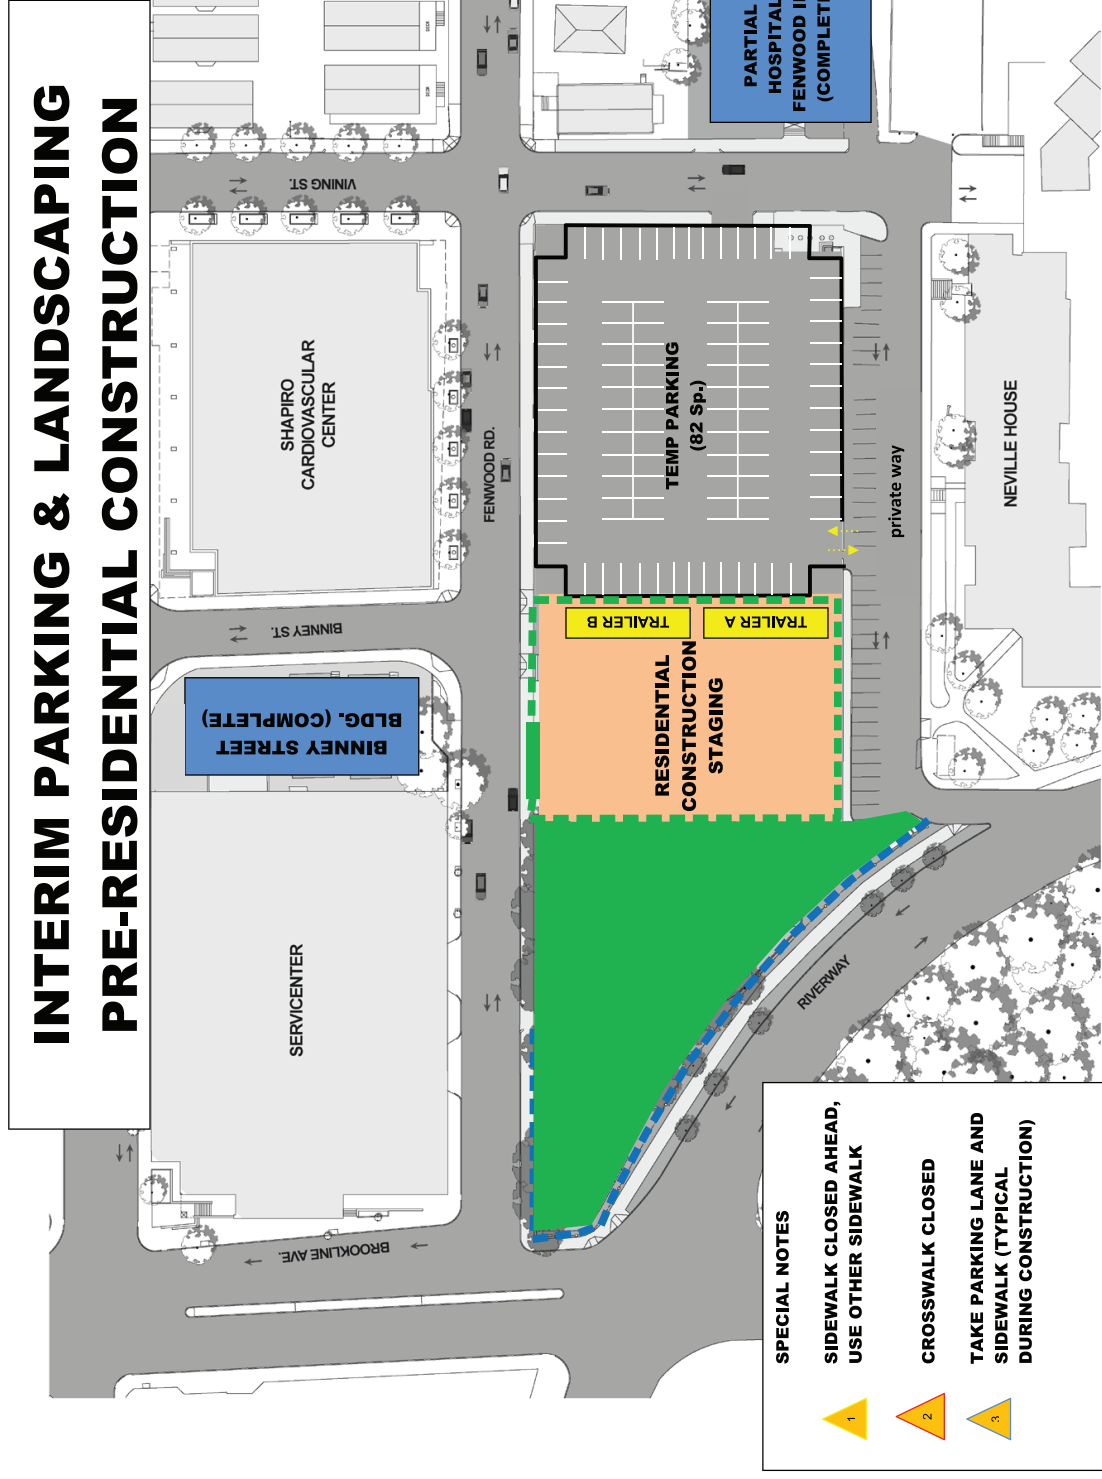 INTERIM PARKING & LANDSCAPING
PRE-RESIDENTIAL CONSTRUCTION
PARTIAL
HOSPITAL
FENWOOD I
(COMPLET
VINING ST.
SHAPIRO
CARDIOVASCULAR
CENTER
FENWOOD RD.
TEMP PARKING
(82 Sp.)
private way
NEVILLE HOUSE
BINNEY ST.
BINNEY STREET
BLDG. (COMPLETE)
TRAILER B
TRAILER A
RESIDENTIAL
CONSTRUCTION
STAGING
SERVICENTER
RIVERWAY
BROOKLINE AVE.
SPECIAL NOTES
1
SIDEWALK CLOSED AHEAD,
USE OTHER SIDEWALK
2
CROSSWALK CLOSED
3
TAKE PARKING LANE AND
SIDEWALK (TYPICAL
DURING CONSTRUCTION)